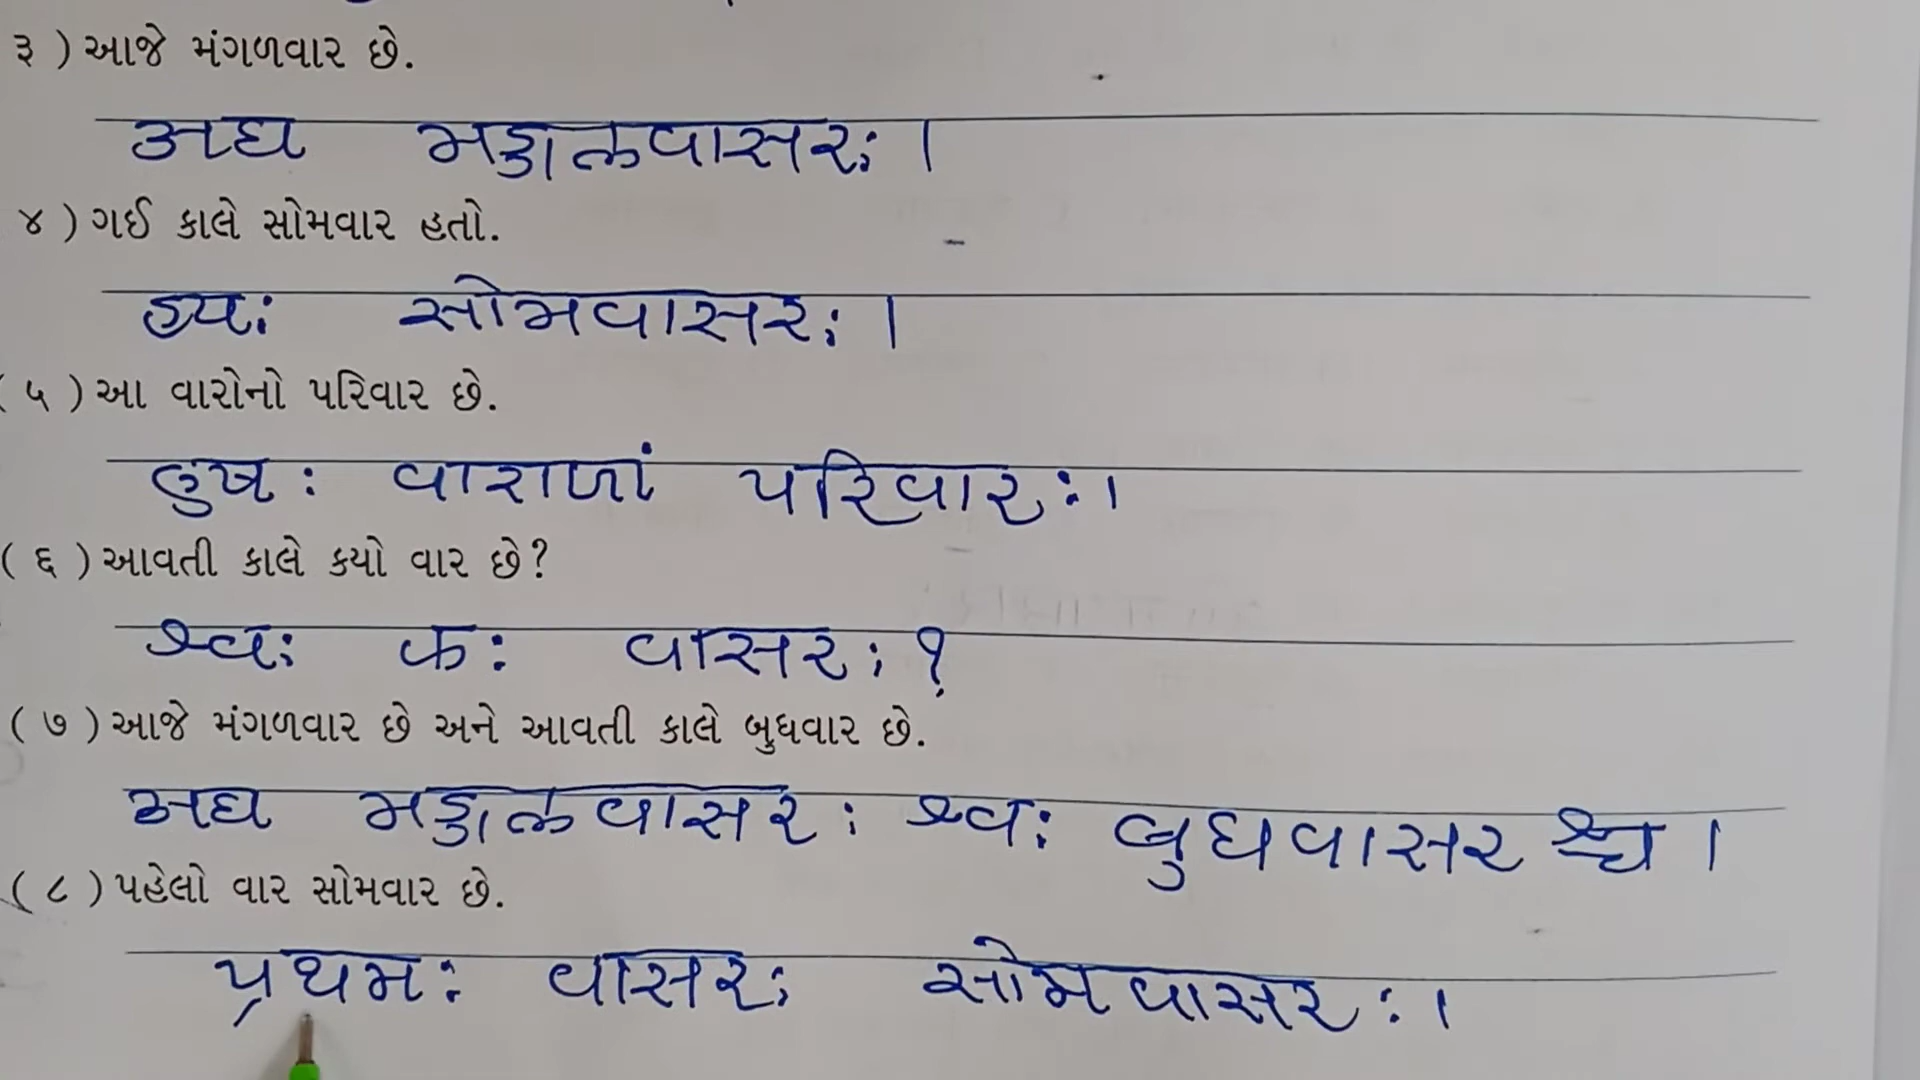 ૩ ) આજે મંગળવાર છે.
अद्य मङ्गलवासरः ।
૪ ) ગઈ કાલે સોમવાર હતો.
ह्यः सोमवासरः ।
( ૫ ) આ વારોનો પરિવાર છે.
एषः वाराणां परिवारः ।
( ૬ ) આવતી કાલે કયો વાર છે?
श्वः कः वासरः ?
( ૭ ) આજે મંગળવાર છે અને આવતી કાલે બુધવાર છે.
अद्य मङ्गलवासरः श्वः बुधवासरश्च ।
( ૮ ) પહેલો વાર સોમવાર છે.
प्रथमः वासरः सोमवासरः ।